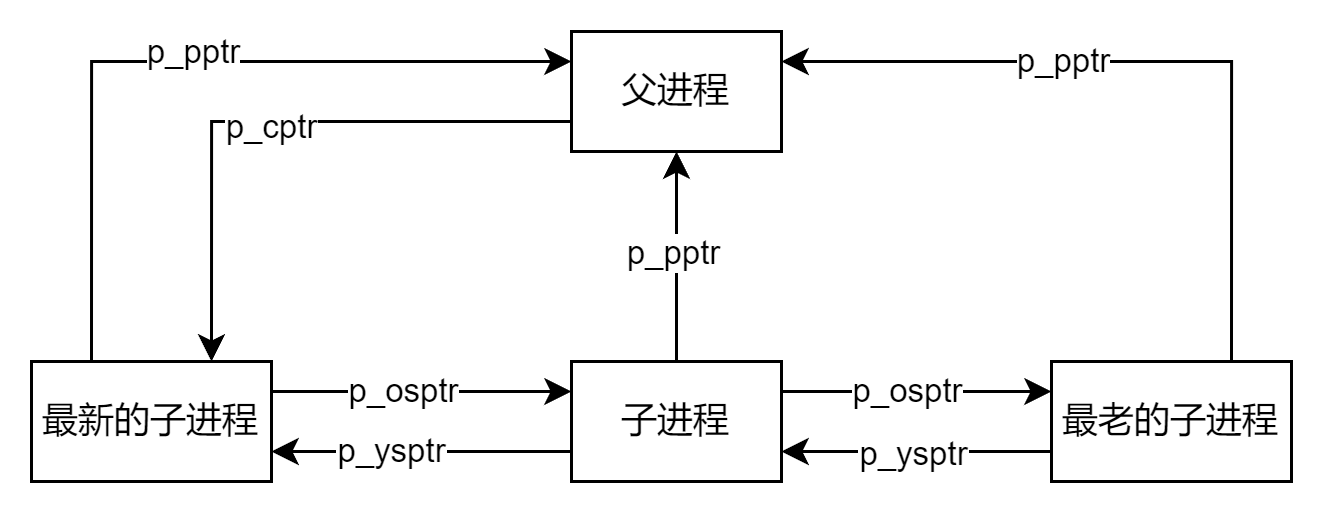 p_pptr
父进程
p_pptr
p_cptr
p_pptr
最新的子进程
p_osptr
p_ysptr
子进程
p_osptr
p_ysptr
最老的子进程